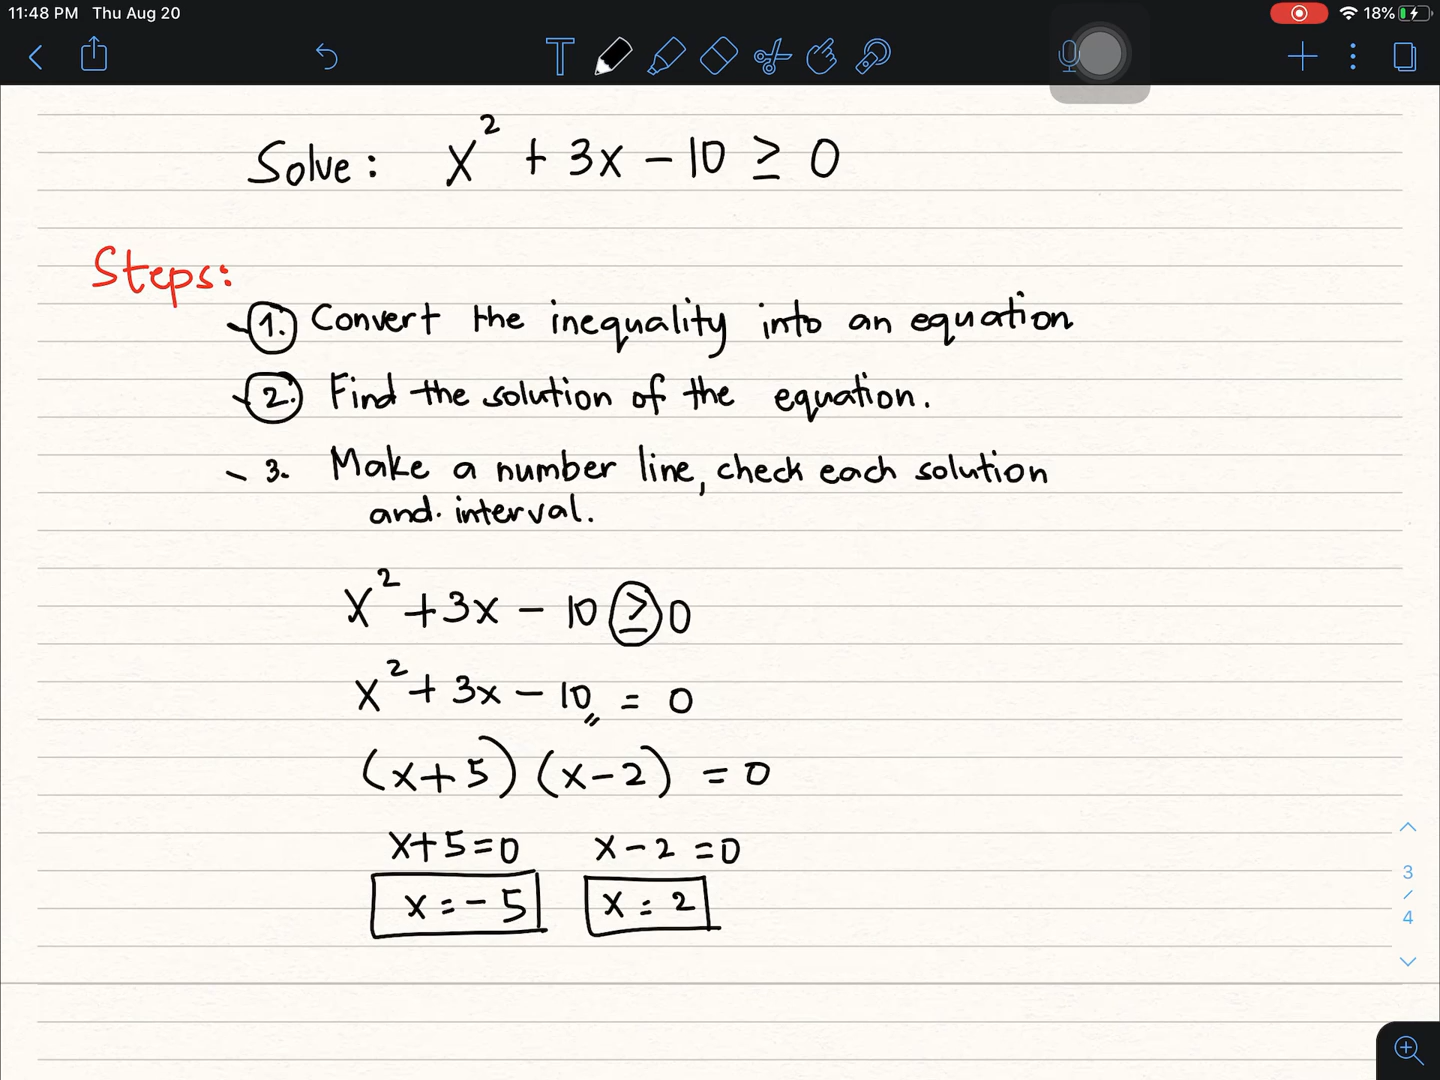 11:48 PM Thu Aug 20 18%
Solve: x² + 3x - 10 ≥ 0
Steps:
1. Convert the inequality into an equation
2. Find the solution of the equation.
3. Make a number line, check each solution
and. interval.
x² + 3x - 10 ≥ 0
x² + 3x - 10 = 0
(x+5) (x-2) = 0
x+5=0 x-2=0
x=-5 x=2
3
/
4